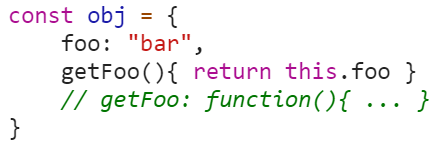 const obj = {
    foo: "bar",
    getFoo(){ return this.foo }
    // getFoo: function(){ ... }
}